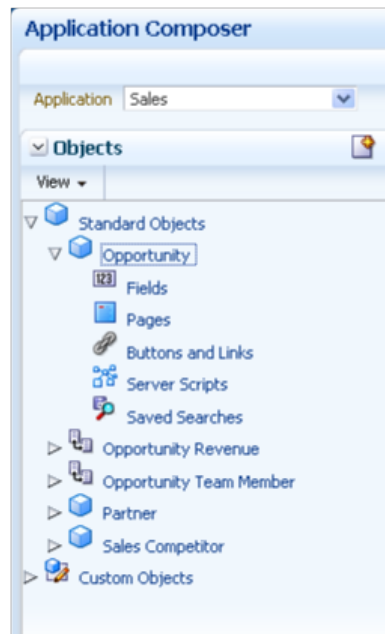 Application Composer
Application Sales
Objects
View
Standard Objects
Opportunity
123 Fields
Pages
Buttons and Links
Server Scripts
Saved Searches
Opportunity Revenue
Opportunity Team Member
Partner
Sales Competitor
Custom Objects